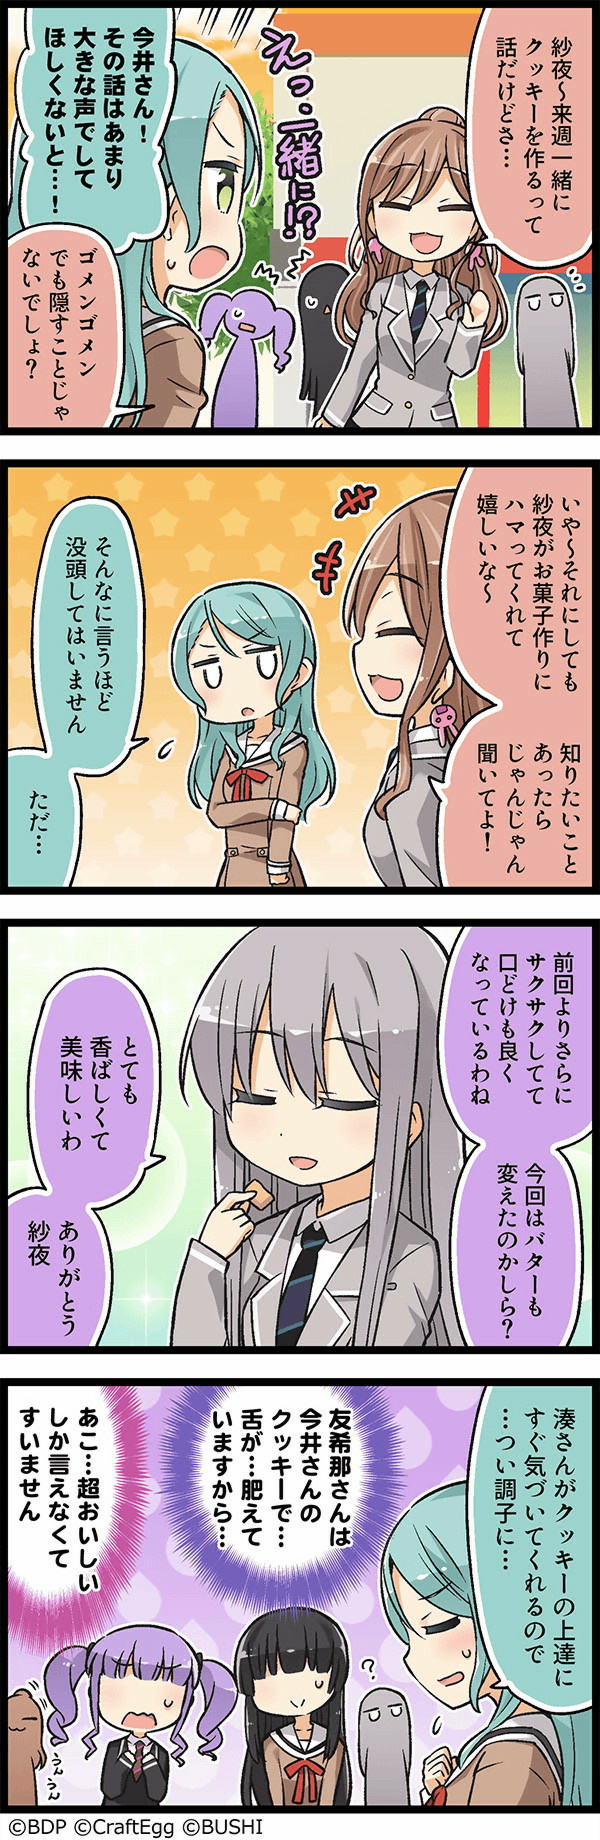 紗夜～来週一緒に
クッキーを作るって
話だけどさ…
えっ、一緒に!?
今井さん！
その話はあまり
大きな声でして
ほしくないと…！
ゴメンゴメン
でも隠すことじゃ
ないでしょ？
いや～それにしても
紗夜がお菓子作りに
ハマってくれて
嬉しいな～
知りたいこと
あったら
じゃんじゃん
聞いてよ！
そんなに言うほど
没頭してはいません
ただ…
前回よりさらに
サクサクしてて
口どけも良く
なっているわね
今回はバターも
変えたのかしら？
とても
香ばしくて
美味しいわ
ありがとう
紗夜
湊さんがクッキーの上達に
すぐ気づいてくれるので
…つい調子に…
?
友希那さんは
今井さんの
クッキーで…
舌が…肥えて
いますから…
あこ…超おいしい
しか言えなくて
すいません
うんうん
©BDP ©CraftEgg ©BUSHI